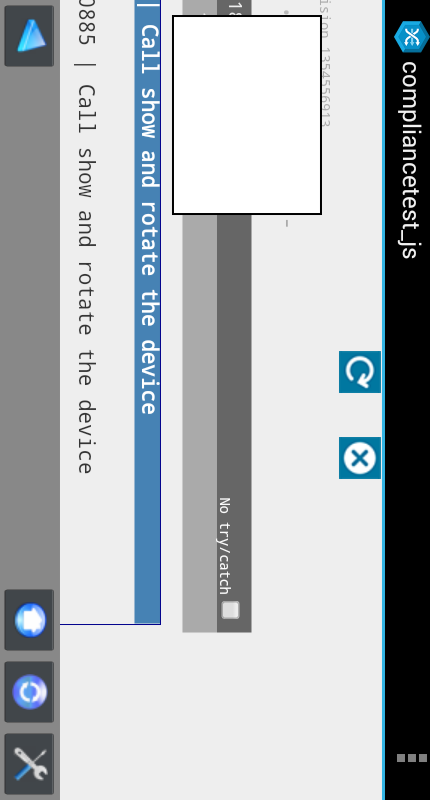 compliancetest_js
ision 1354556913
18
-
No try/catch
| Call show and rotate the device
0885 | Call show and rotate the device